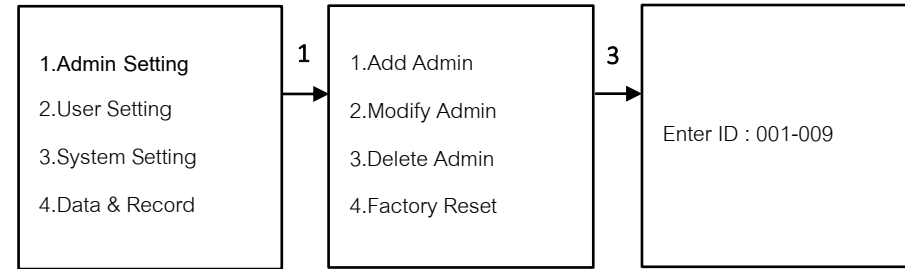 1.Admin Setting
2.User Setting
3.System Setting
4.Data & Record
1
1.Add Admin
2.Modify Admin
3.Delete Admin
4.Factory Reset
3
Enter ID : 001-009